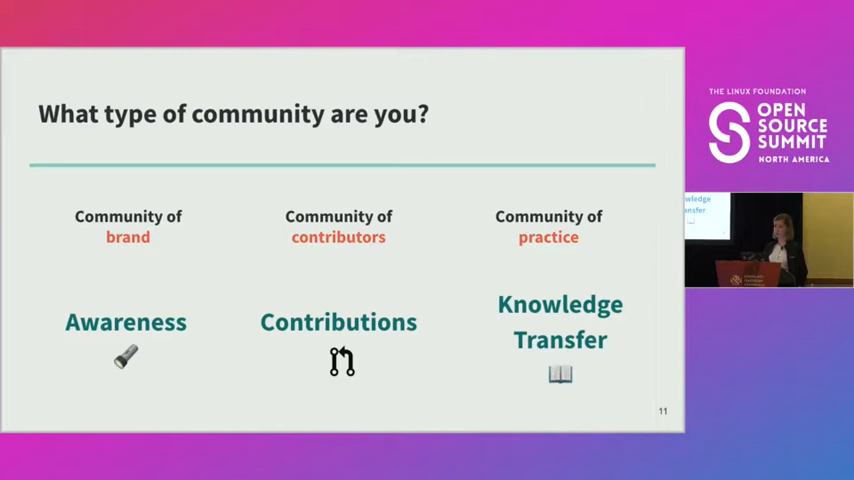 What type of community are you?
Community of
brand
Community of
contributors
Community of
practice
Awareness
Contributions
Knowledge
Transfer
11
THE LINUX FOUNDATION
OPEN
SOURCE
SUMMIT
NORTH AMERICA